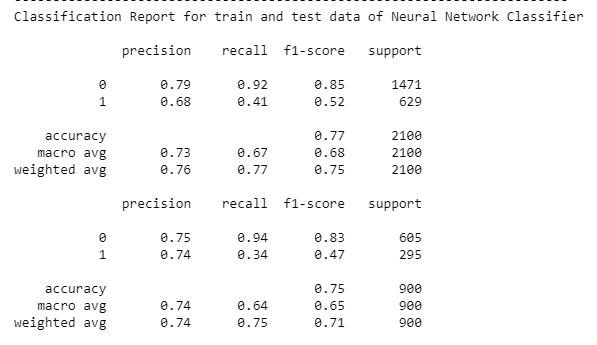 Classification Report for train and test data of Neural Network Classifier
precision recall f1-score support
0 0.79 0.92 0.85 1471
1 0.68 0.41 0.52 629
accuracy 0.77 2100
macro avg 0.73 0.67 0.68 2100
weighted avg 0.76 0.77 0.75 2100
precision recall f1-score support
0 0.75 0.94 0.83 605
1 0.74 0.34 0.47 295
accuracy 0.75 900
macro avg 0.74 0.64 0.65 900
weighted avg 0.74 0.75 0.71 900